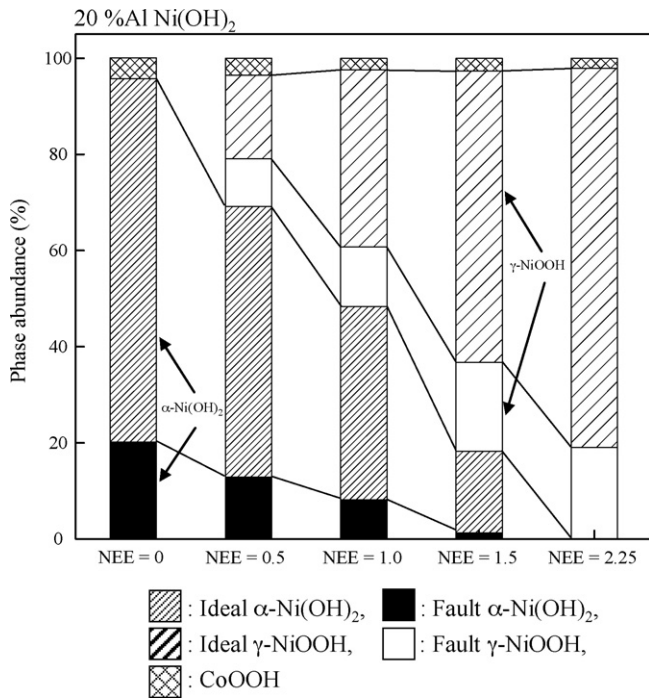 20 %Al Ni(OH)₂
100
80
60
40
20
0
Phase abundance (%)
α-Ni(OH)₂
γ-NiOOH
NEE = 0 NEE = 0.5 NEE = 1.0 NEE = 1.5 NEE = 2.25
: Ideal α-Ni(OH)₂, : Fault α-Ni(OH)₂,
: Ideal γ-NiOOH, : Fault γ-NiOOH,
: CoOOH